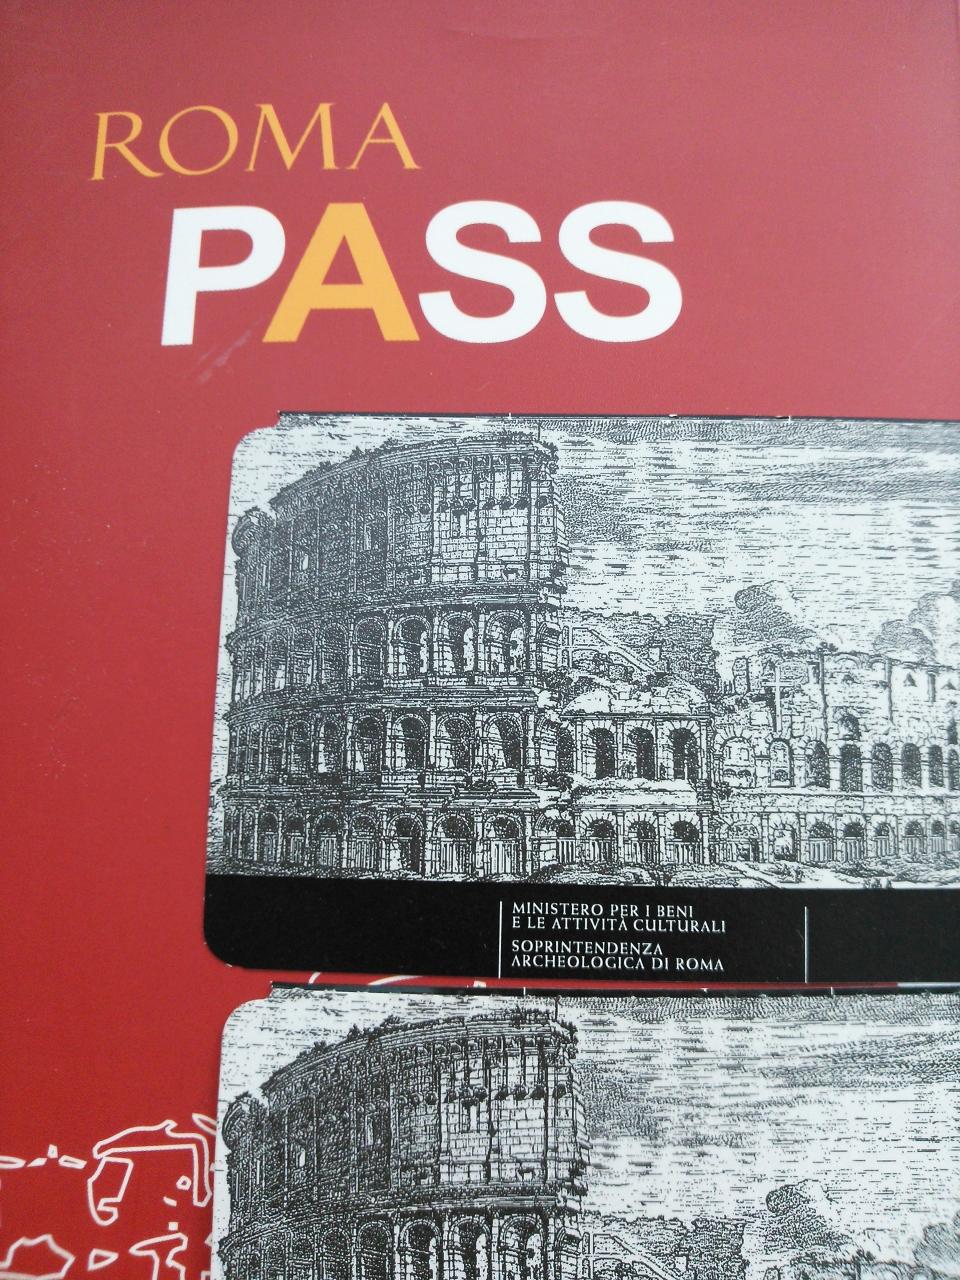 ROMA
PASS
MINISTERO PER I BENI
E LE ATTIVITÀ CULTURALI
SOPRINTENDENZA
ARCHEOLOGICA DI ROMA